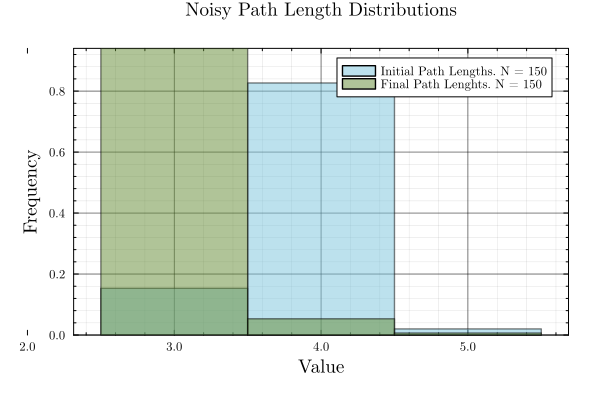 Noisy Path Length Distributions
Initial Path Lengths. N = 150
Final Path Lenghts. N = 150
Frequency
0.8
0.6
0.4
0.2
0.0
2.0
3.0
4.0
5.0
Value